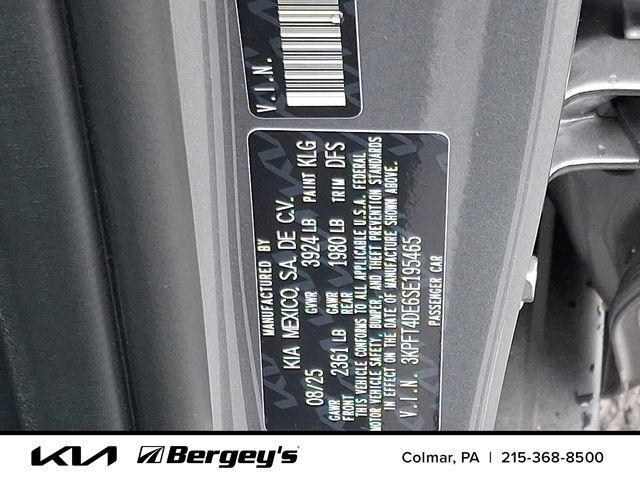 V.I.N.
MANUFACTURED BY
KIA MEXICO, S.A. DE C.V.
08/25 GVWR 3924 LB PAINT KLG
GAWR FRONT 2361 LB GAWR REAR 1980 LB TRIM DFS
THIS VEHICLE CONFORMS TO ALL APPLICABLE U.S.A. FEDERAL
MOTOR VEHICLE SAFETY, BUMPER, AND THEFT PREVENTION STANDARDS
IN EFFECT ON THE DATE OF MANUFACTURE SHOWN ABOVE.
V.I.N. 3KPFT4DE6SE195465
PASSENGER CAR
KIA Bergey's Colmar, PA | 215-368-8500